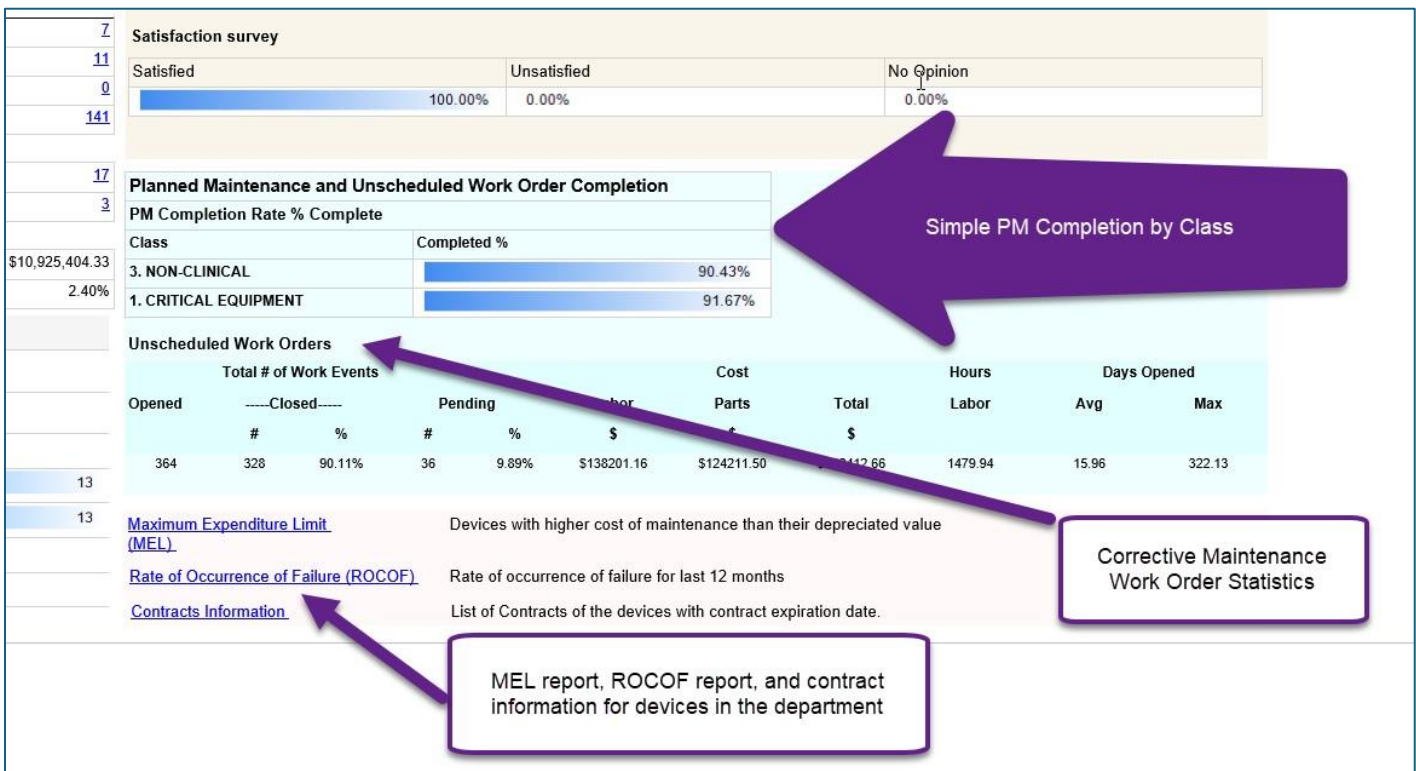 7
11
0
141
17
3
$10,925,404.33
2.40%
13
13
Satisfaction survey
Satisfied Unsatisfied No Opinion
100.00% 0.00% 0.00%
Planned Maintenance and Unscheduled Work Order Completion
PM Completion Rate % Complete
Class Completed %
3. NON-CLINICAL 90.43%
1. CRITICAL EQUIPMENT 91.67%
Simple PM Completion by Class
Unscheduled Work Orders
Total # of Work Events Cost Hours Days Opened
Opened -----Closed----- Pending Parts Total Labor Avg Max
# % # % $ $
364 328 90.11% 36 9.89% $138201.16 $124211.50 1479.94 15.96 322.13
Maximum Expenditure Limit Devices with higher cost of maintenance than their depreciated value
(MEL)
Rate of Occurrence of Failure (ROCOF) Rate of occurrence of failure for last 12 months
Contracts Information List of Contracts of the devices with contract expiration date.
Corrective Maintenance
Work Order Statistics
MEL report, ROCOF report, and contract
information for devices in the department